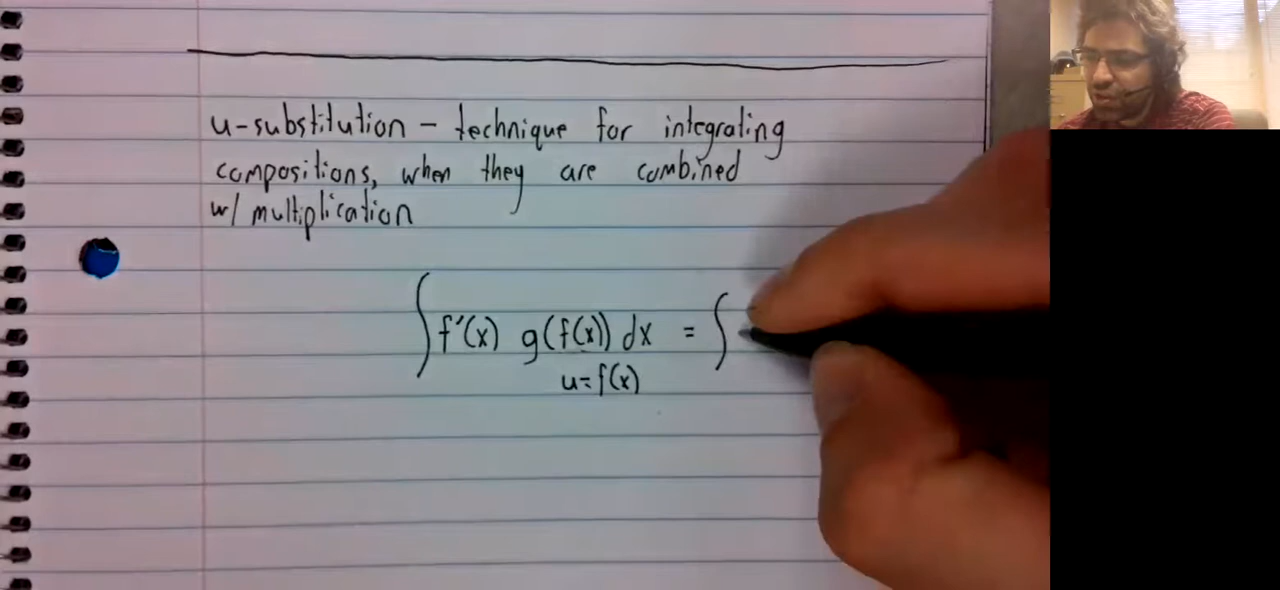 u-substitution - technique for integrating
compositions, when they are combined
w/ multiplication
∫ f'(x) g(f(x)) dx = ∫
u=f(x)